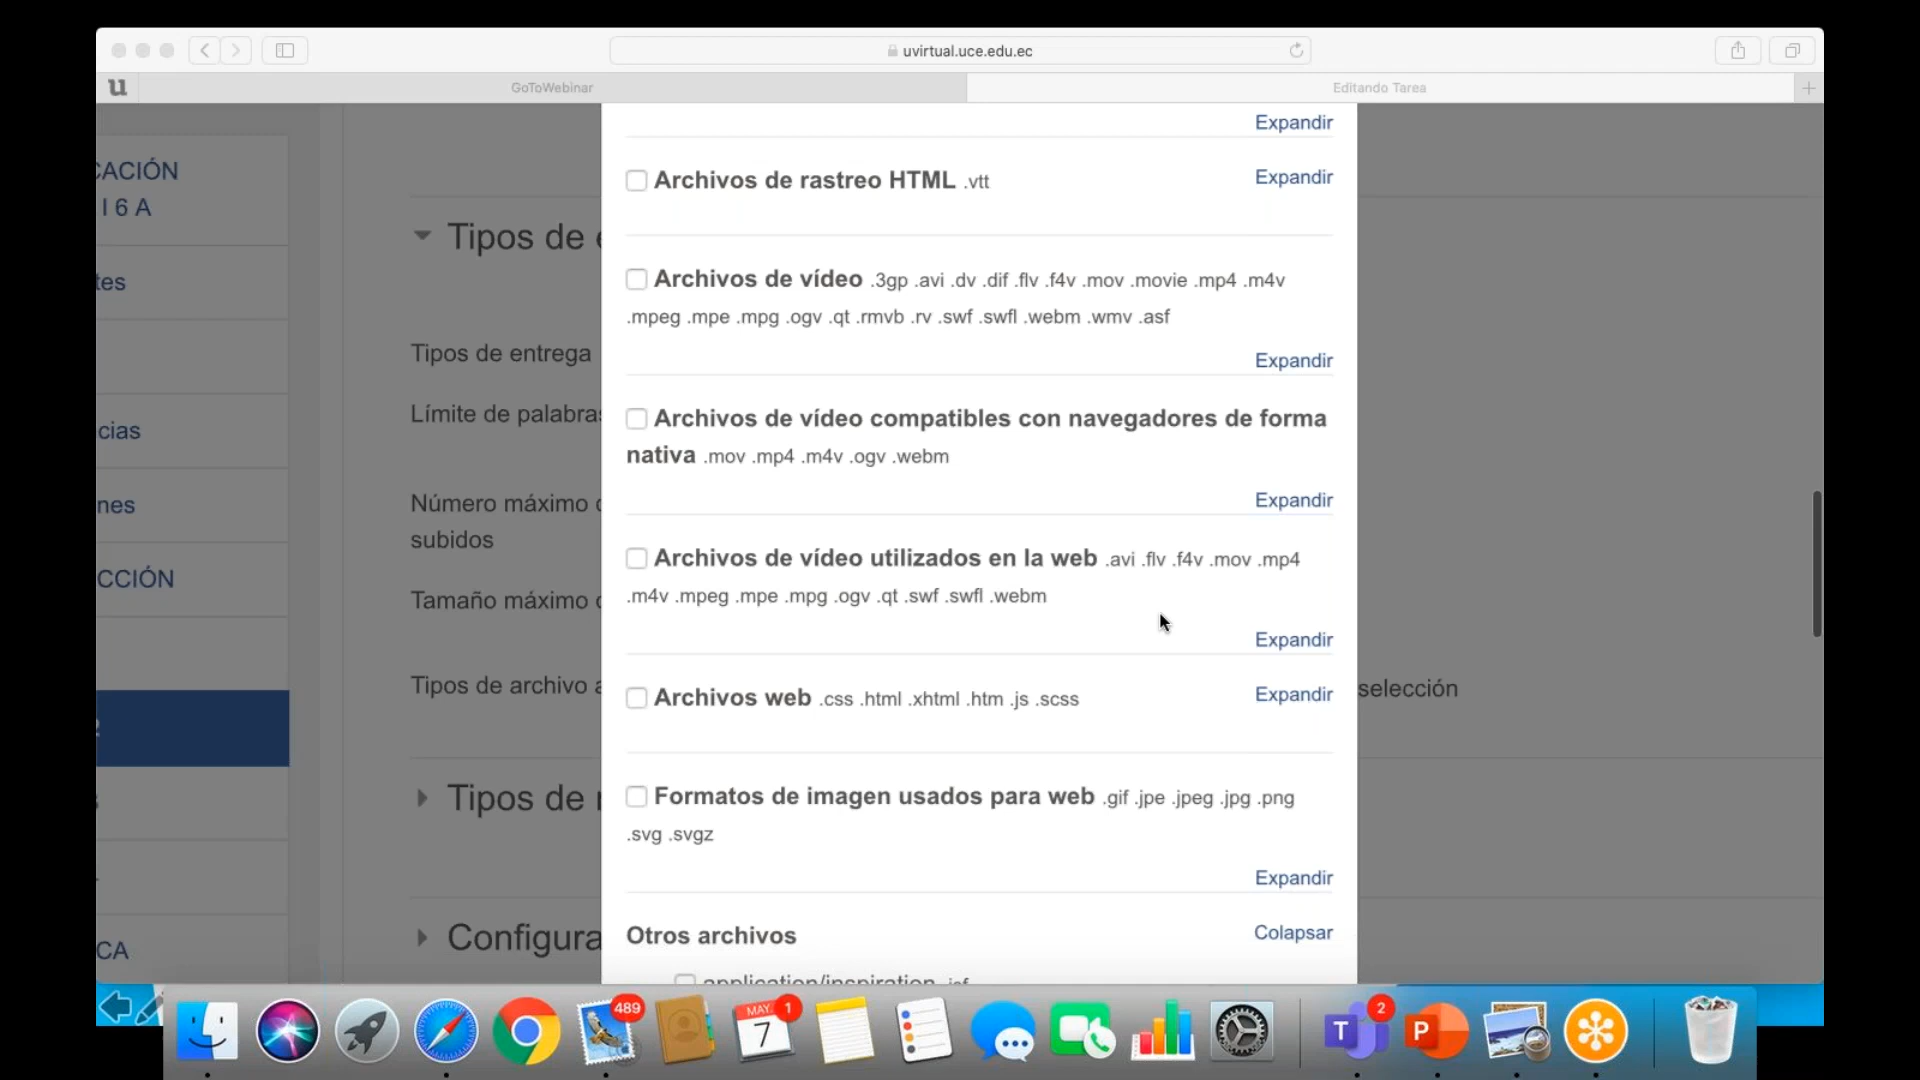 uvirtual.uce.edu.ec
u
GoToWebinar
Editando Tarea
CACIÓN
I 6 A
tes
cias
nes
CCIÓN
CA
Tipos de
Tipos de entrega
Límite de palabras
Número máximo
subidos
Tamaño máximo
Tipos de archivo a
selección
Tipos de
Configura
Expandir
Archivos de rastreo HTML .vtt
Expandir
Archivos de vídeo .3gp .avi .dv .dif .flv .f4v .mov .movie .mp4 .m4v
.mpeg .mpe .mpg .ogv .qt .rmvb .rv .swf .swfl .webm .wmv .asf
Expandir
Archivos de vídeo compatibles con navegadores de forma
nativa .mov .mp4 .m4v .ogv .webm
Expandir
Archivos de vídeo utilizados en la web .avi .flv .f4v .mov .mp4
.m4v .mpeg .mpe .mpg .ogv .qt .swf .swfl .webm
Expandir
Archivos web .css .html .xhtml .htm .js .scss
Expandir
Formatos de imagen usados para web .gif .jpe .jpeg .jpg .png
.svg .svgz
Expandir
Otros archivos
Colapsar
application/inspiration .isf
489
MAY
7
1
T
2
P